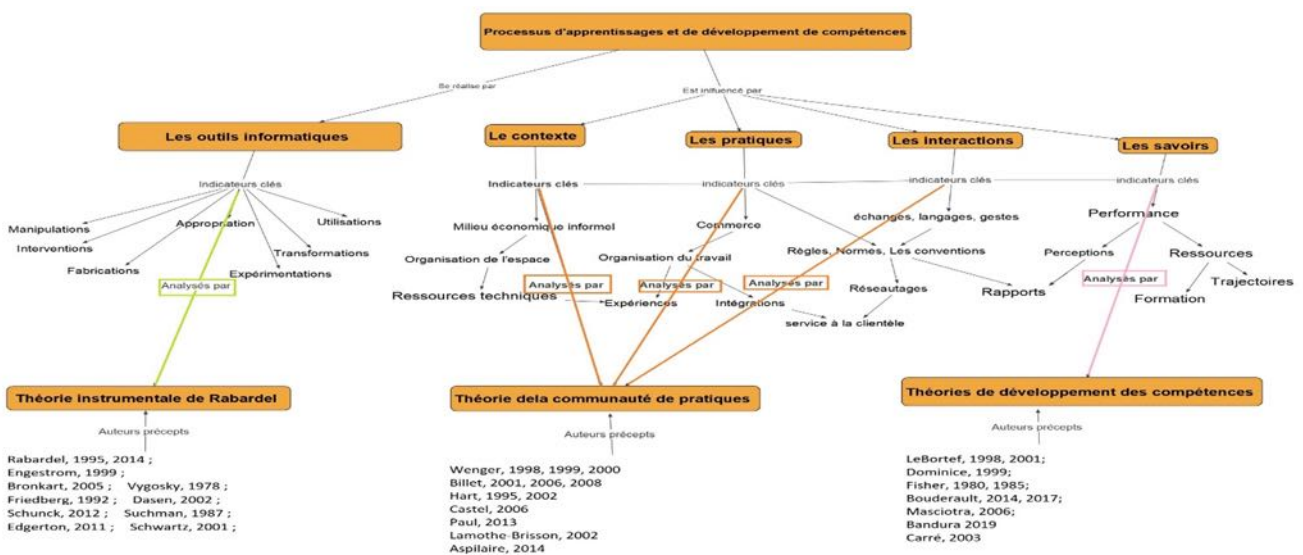 Processus d'apprentissages et de développement de compétences
Se réalise par
Est influencé par
Les outils informatiques
Le contexte
Les pratiques
Les interactions
Les savoirs
Indicateurs clés
Indicateurs clés
indicateurs clés
indicateurs clés
indicateurs clés
Manipulations
Interventions
Fabrications
Appropriation
Utilisations
Transformations
Expérimentations
Analysés par
Milieu économique informel
Organisation de l'espace
Ressources techniques
Analysés par
Commerce
Organisation du travail
Analysés par
Expériences
Intégrations
échanges, langages, gestes
Règles, Normes, Les conventions
Analysés par
Réseautages
service à la clientèle
Rapports
Performance
Perceptions
Ressources
Analysés par
Trajectoires
Formation
Théorie instrumentale de Rabardel
Théorie dela communauté de pratiques
Théories de développement des compétences
Auteurs précepts
Rabardel, 1995, 2014 ;
Engestrom, 1999 ;
Bronkart, 2005 ; Vygosky, 1978 ;
Friedberg, 1992 ; Dasen, 2002 ;
Schunck, 2012 ; Suchman, 1987 ;
Edgerton, 2011 ; Schwartz, 2001 ;
Auteurs précepts
Wenger, 1998, 1999, 2000
Billet, 2001, 2006, 2008
Hart, 1995, 2002
Castel, 2006
Paul, 2013
Lamothe-Brisson, 2002
Aspilaire, 2014
Auteurs précepts
LeBortef, 1998, 2001;
Dominice, 1999;
Fisher, 1980, 1985;
Bouderault, 2014, 2017;
Masciotra, 2006;
Bandura 2019
Carré, 2003